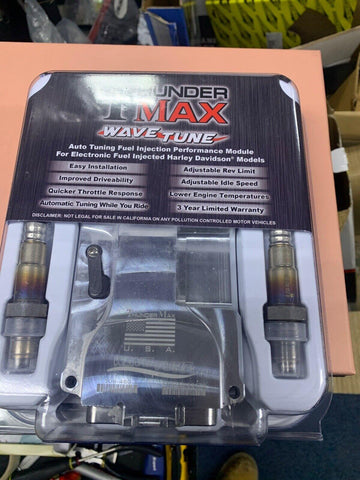 THUNDER
MAX
WAVE TUNE
Auto Tuning Fuel Injection Performance Module
For Electronic Fuel Injected Harley Davidson® Models
Easy Installation
Adjustable Rev Limit
Improved Driveability
Adjustable Idle Speed
Quicker Throttle Response
Lower Engine Temperatures
Automatic Tuning While You Ride
3 Year Limited Warranty
DISCLAIMER: NOT LEGAL FOR SALE IN CALIFORNIA ON ANY POLLUTION CONTROLLED MOTOR VEHICLES
ThunderMax
U.S.A.